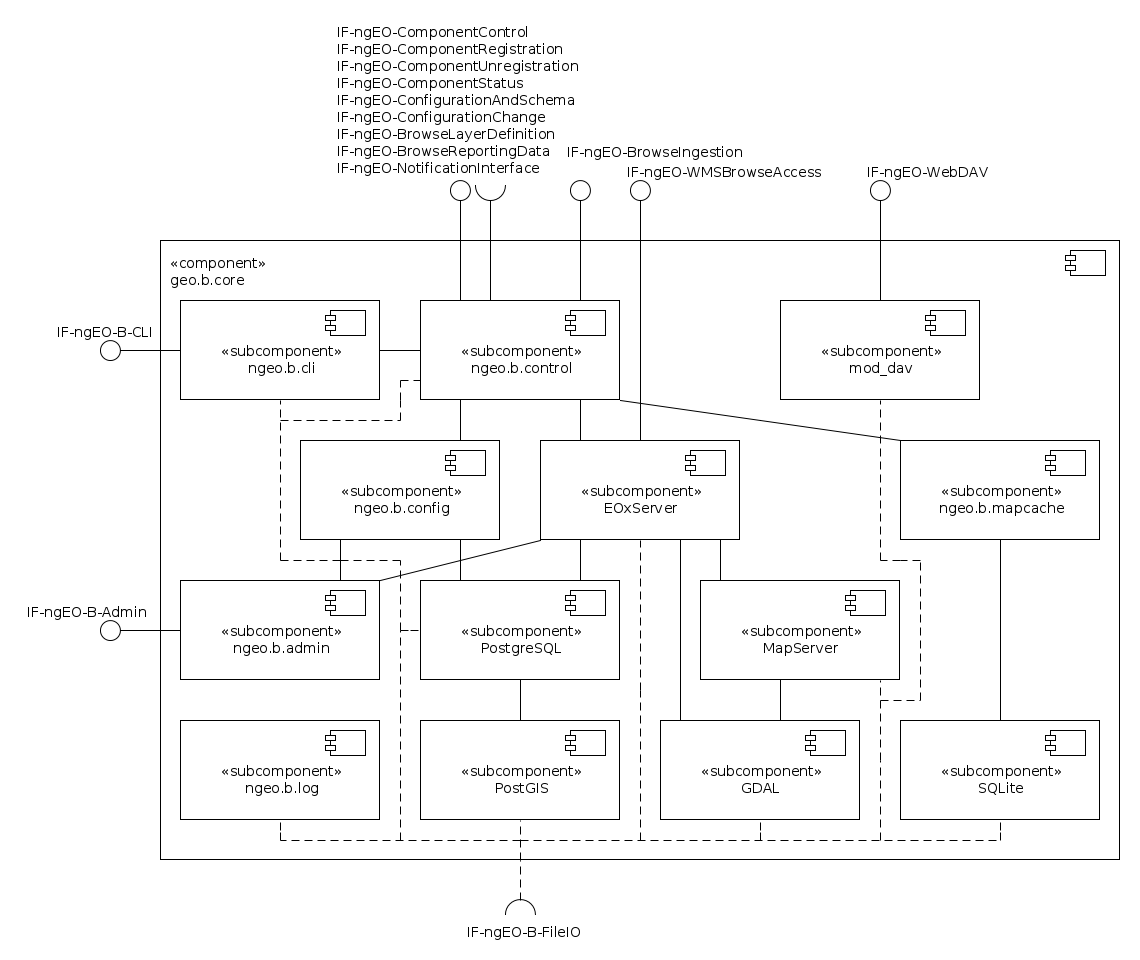 IF-ngEO-ComponentControl
IF-ngEO-ComponentRegistration
IF-ngEO-ComponentUnregistration
IF-ngEO-ComponentStatus
IF-ngEO-ConfigurationAndSchema
IF-ngEO-ConfigurationChange
IF-ngEO-BrowseLayerDefinition
IF-ngEO-BrowseReportingData
IF-ngEO-NotificationInterface
IF-ngEO-BrowseIngestion
IF-ngEO-WMSBrowseAccess
IF-ngEO-WebDAV
«component»
geo.b.core
IF-ngEO-B-CLI
«subcomponent»
ngeo.b.cli
«subcomponent»
ngeo.b.control
«subcomponent»
mod_dav
«subcomponent»
ngeo.b.config
«subcomponent»
EOxServer
«subcomponent»
ngeo.b.mapcache
IF-ngEO-B-Admin
«subcomponent»
ngeo.b.admin
«subcomponent»
PostgreSQL
«subcomponent»
MapServer
«subcomponent»
ngeo.b.log
«subcomponent»
PostGIS
«subcomponent»
GDAL
«subcomponent»
SQLite
IF-ngEO-B-FileIO